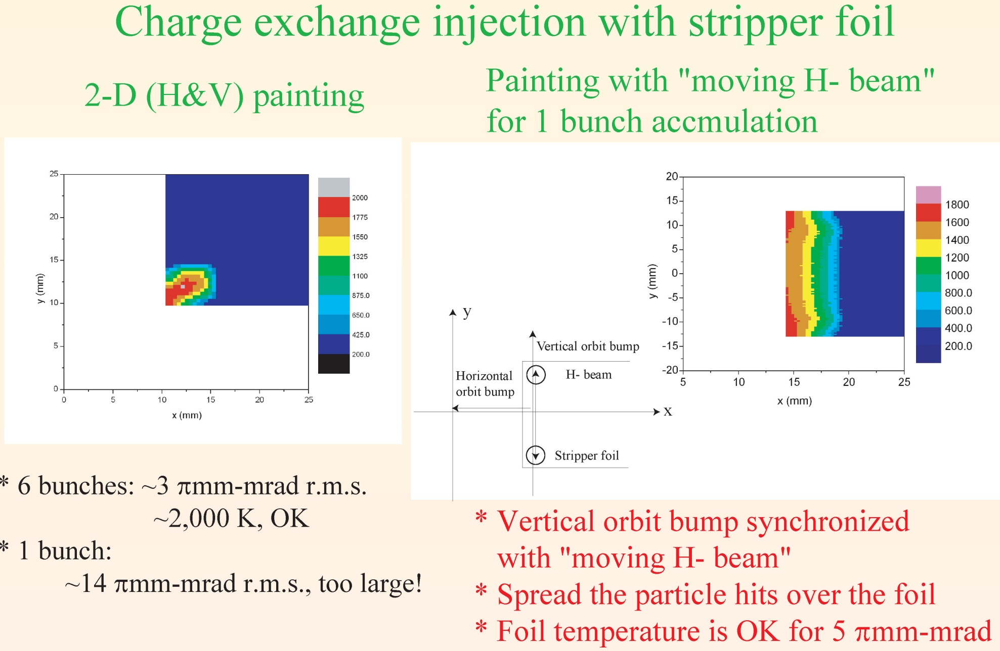 Charge exchange injection with stripper foil
2-D (H&V) painting
25
20
15
10
5
0
y (mm)
0 5 10 15 20 25
x (mm)
2000
1775
1550
1325
1100
875.0
650.0
425.0
200.0
* 6 bunches: ~3 πmm-mrad r.m.s.
~2,000 K, OK
* 1 bunch:
~14 πmm-mrad r.m.s., too large!
Painting with "moving H- beam"
for 1 bunch accmulation
y
Vertical orbit bump
Horizontal
orbit bump
H- beam
x
Stripper foil
20
15
10
5
0
-5
-10
-15
-20
y (mm)
5 10 15 20 25
x (mm)
1800
1600
1400
1200
1000
800.0
600.0
400.0
200.0
* Vertical orbit bump synchronized
with "moving H- beam"
* Spread the particle hits over the foil
* Foil temperature is OK for 5 πmm-mrad